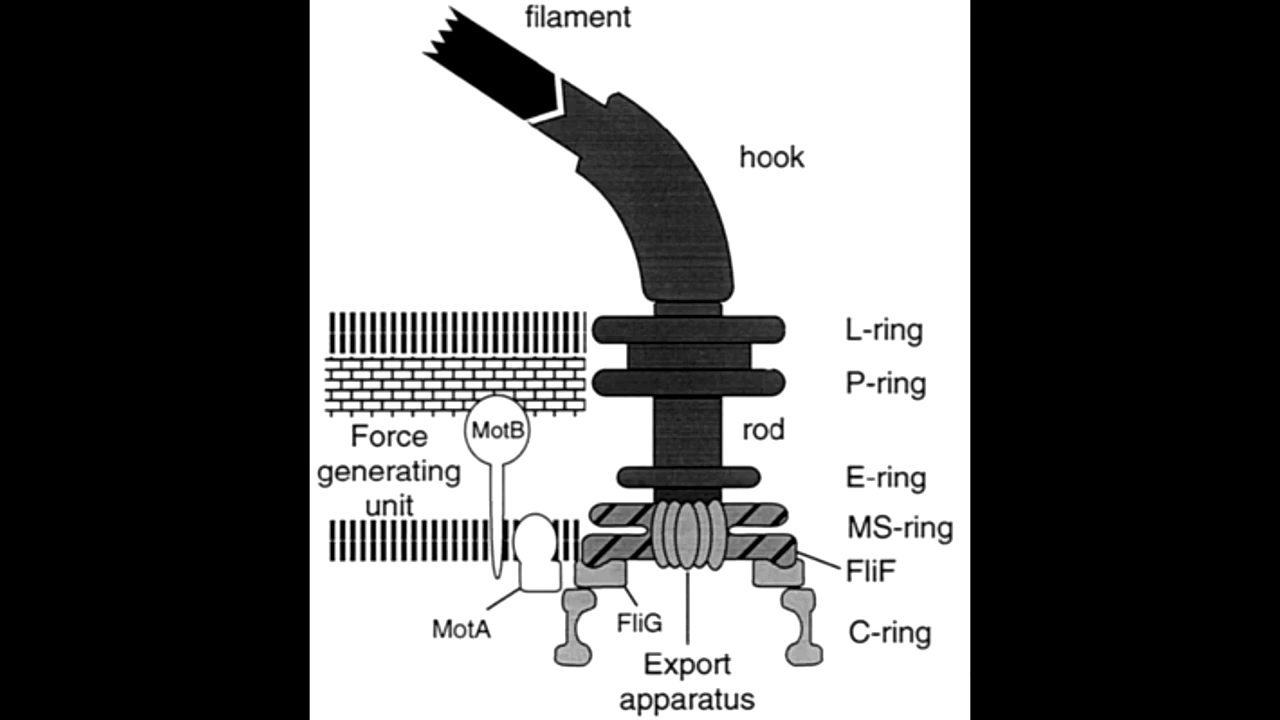 filament
hook
L-ring
P-ring
MotB
Force
generating
unit
rod
E-ring
MS-ring
FliF
MotA
FliG
C-ring
Export
apparatus